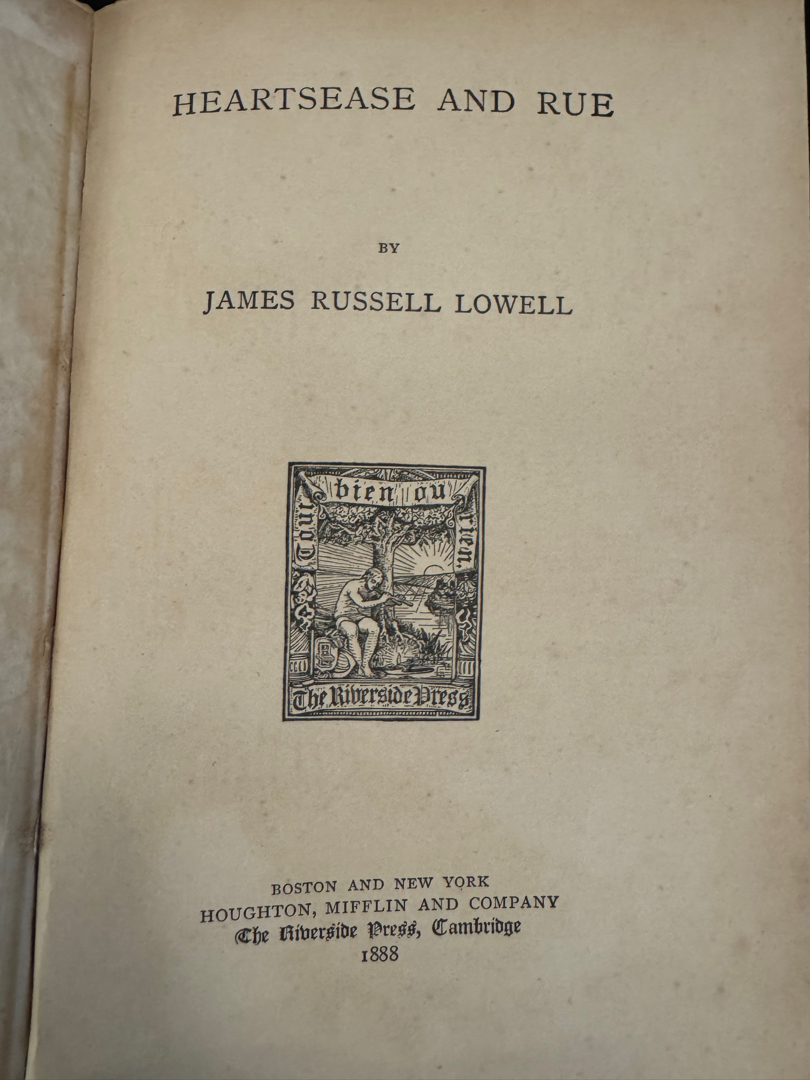 HEARTSEASE AND RUE
BY
JAMES RUSSELL LOWELL
Tout bien ou rien.
The Riverside Press
BOSTON AND NEW YORK
HOUGHTON, MIFFLIN AND COMPANY
The Riverside Press, Cambridge
1888